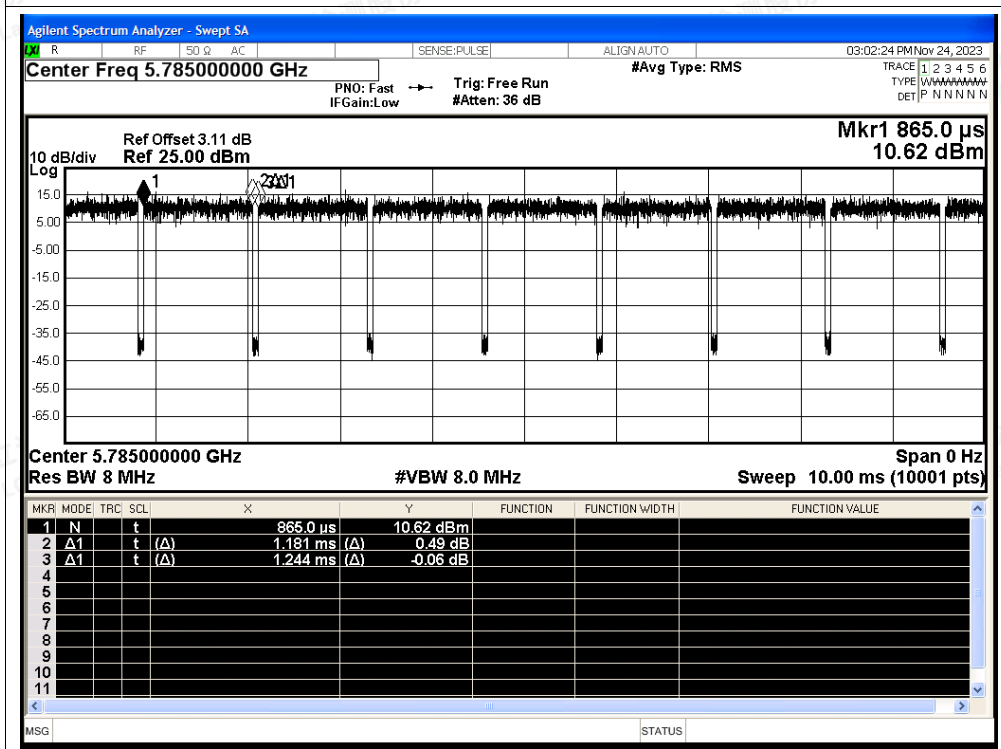 Agilent Spectrum Analyzer - Swept SA
LXI R RF 50 Ω AC SENSE:PULSE ALIGN AUTO 03:02:24 PM Nov 24, 2023
Center Freq 5.785000000 GHz #Avg Type: RMS TRACE 1 2 3 4 5 6
PNO: Fast Trig: Free Run TYPE WWWWWW
IFGain:Low #Atten: 36 dB DET P N N N N N
Mkr1 865.0 µs
Ref Offset 3.11 dB
10 dB/div Ref 25.00 dBm 10.62 dBm
Log
1 2Δ1 3Δ1
15.0
5.00
-5.00
-15.0
-25.0
-35.0
-45.0
-55.0
-65.0
Center 5.785000000 GHz Span 0 Hz
Res BW 8 MHz #VBW 8.0 MHz Sweep 10.00 ms (10001 pts)
MKR MODE TRC SCL X Y FUNCTION FUNCTION WIDTH FUNCTION VALUE
1 N t 865.0 µs 10.62 dBm
2 Δ1 t (Δ) 1.181 ms (Δ) 0.49 dB
3 Δ1 t (Δ) 1.244 ms (Δ) -0.06 dB
4
5
6
7
8
9
10
11
MSG STATUS